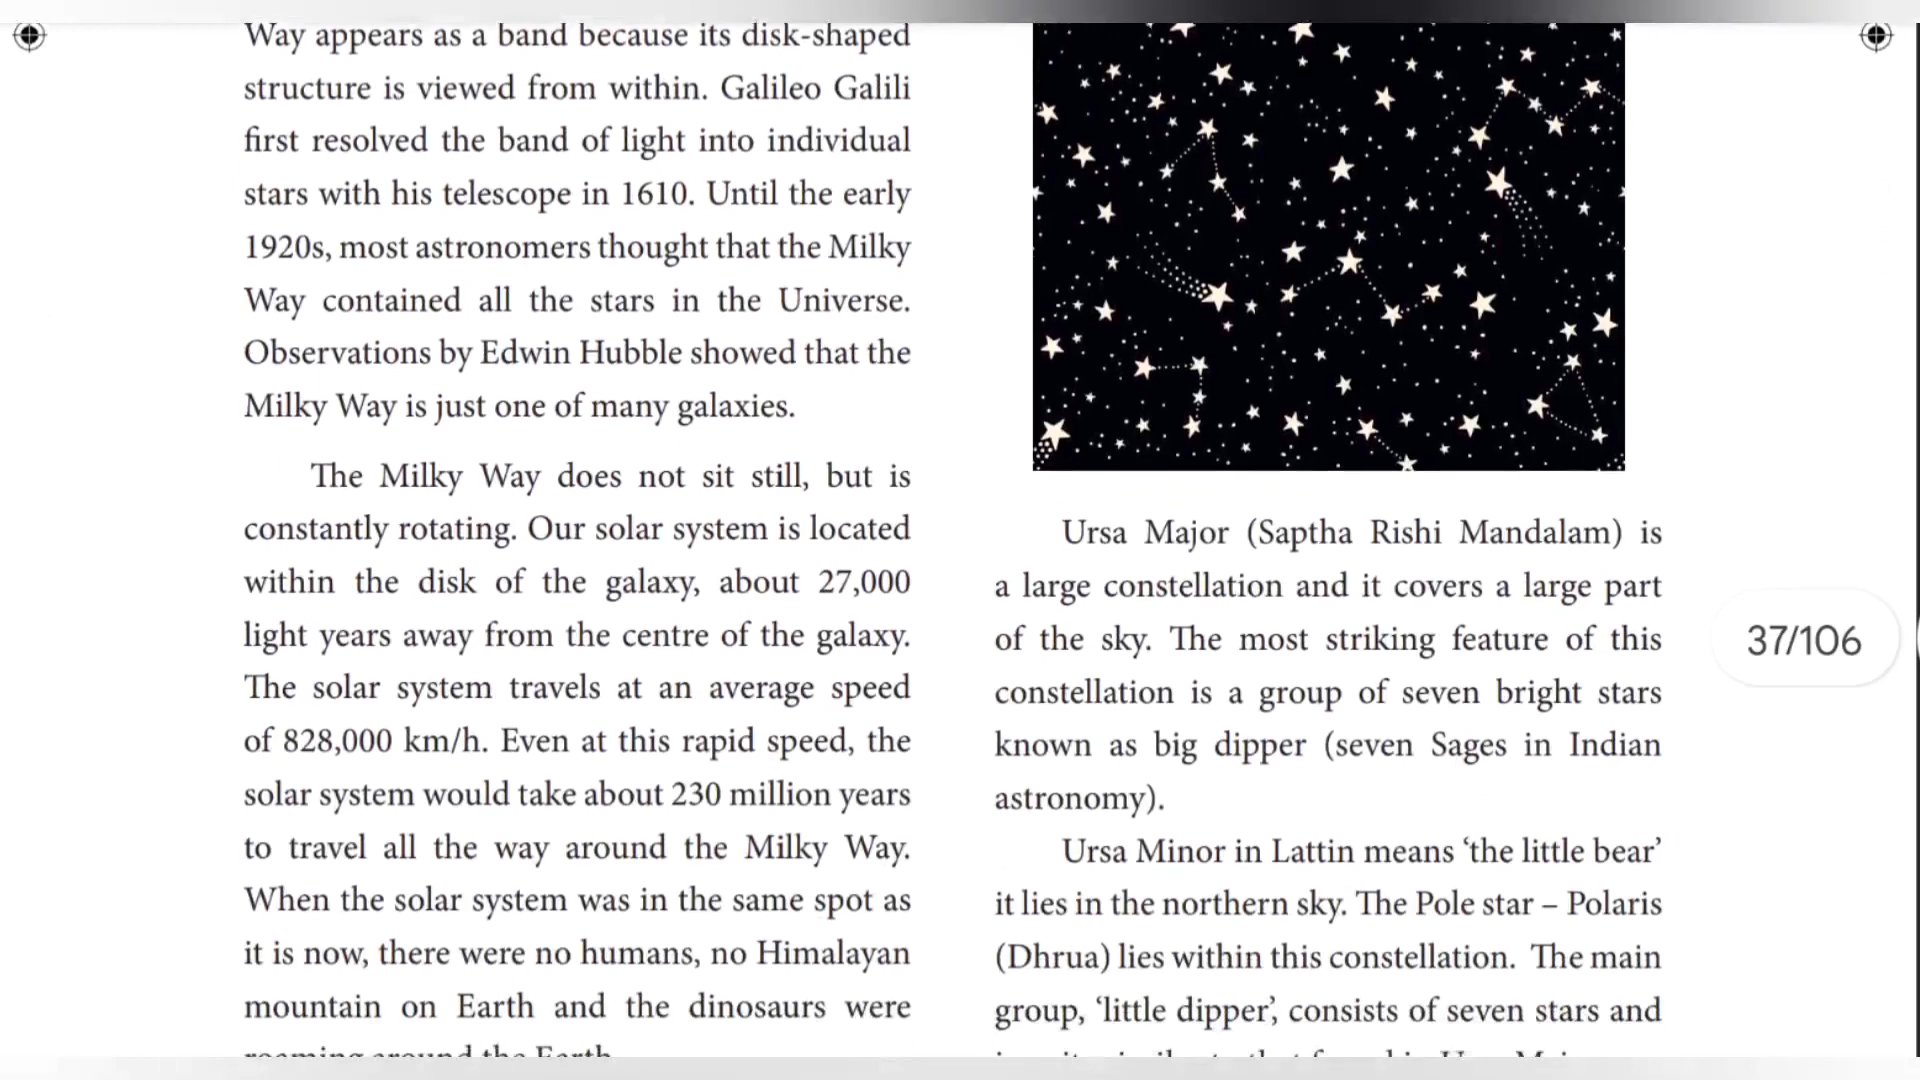 Way appears as a band because its disk-shaped
structure is viewed from within. Galileo Galili
first resolved the band of light into individual
stars with his telescope in 1610. Until the early
1920s, most astronomers thought that the Milky
Way contained all the stars in the Universe.
Observations by Edwin Hubble showed that the
Milky Way is just one of many galaxies.
The Milky Way does not sit still, but is
constantly rotating. Our solar system is located
within the disk of the galaxy, about 27,000
light years away from the centre of the galaxy.
The solar system travels at an average speed
of 828,000 km/h. Even at this rapid speed, the
solar system would take about 230 million years
to travel all the way around the Milky Way.
When the solar system was in the same spot as
it is now, there were no humans, no Himalayan
mountain on Earth and the dinosaurs were
roaming around the Earth
Ursa Major (Saptha Rishi Mandalam) is
a large constellation and it covers a large part
of the sky. The most striking feature of this
constellation is a group of seven bright stars
known as big dipper (seven Sages in Indian
astronomy).
Ursa Minor in Lattin means ‘the little bear’
it lies in the northern sky. The Pole star – Polaris
(Dhrua) lies within this constellation. The main
group, ‘little dipper’, consists of seven stars and
37/106